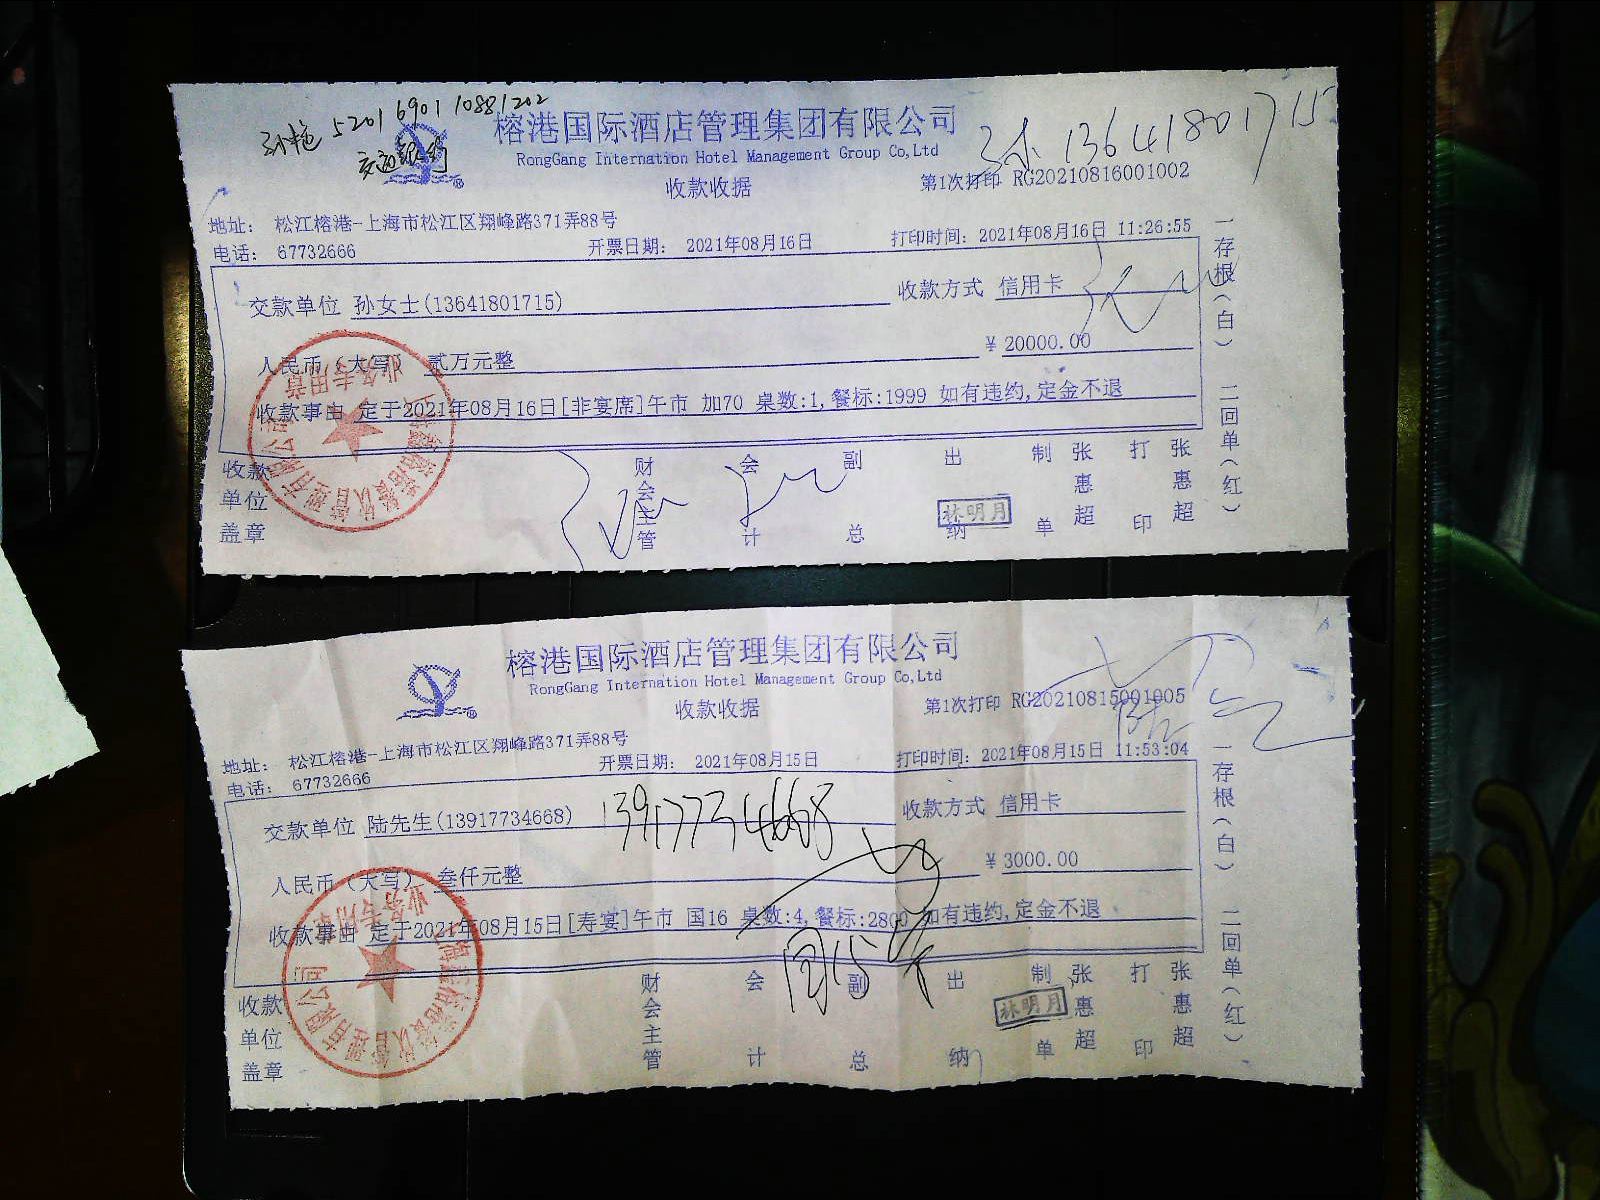 5201 6901 10881202
交通银行
榕港国际酒店管理集团有限公司
RongGang Internation Hotel Management Group Co,Ltd
13641801715
收款收据
第1次打印 RG20210816001002
地址： 松江榕港-上海市松江区翔峰路371弄88号
电话： 67732666
开票日期： 2021年08月16日
打印时间： 2021年08月16日 11:26:55
交款单位 孙女士(13641801715)
收款方式 信用卡
人民币（大写） 贰万元整
¥ 20000.00
收款事由 定于2021年08月16日[非宴席]午市 加70 桌数:1,餐标:1999 如有违约,定金不退
收款单位盖章
财会主管
会计
副总
出纳
林明月
制单
张惠超
打印
张惠超
一存根（白） 二回单（红）
业务专用章
榕港国际酒店管理集团有限公司
RongGang Internation Hotel Management Group Co,Ltd
收款收据
第1次打印 RG20210815001005
地址： 松江榕港-上海市松江区翔峰路371弄88号
电话： 67732666
开票日期： 2021年08月15日
打印时间： 2021年08月15日 11:53:04
交款单位 陆先生(13917734668)
13917734668
收款方式 信用卡
人民币（大写） 叁仟元整
¥ 3000.00
收款事由 定于2021年08月15日[寿宴]午市 国16 桌数:4,餐标:2800 如有违约,定金不退
收款单位盖章
财会主管
会计
副总
出纳
林明月
制单
张惠超
打印
张惠超
一存根（白） 二回单（红）
业务专用章